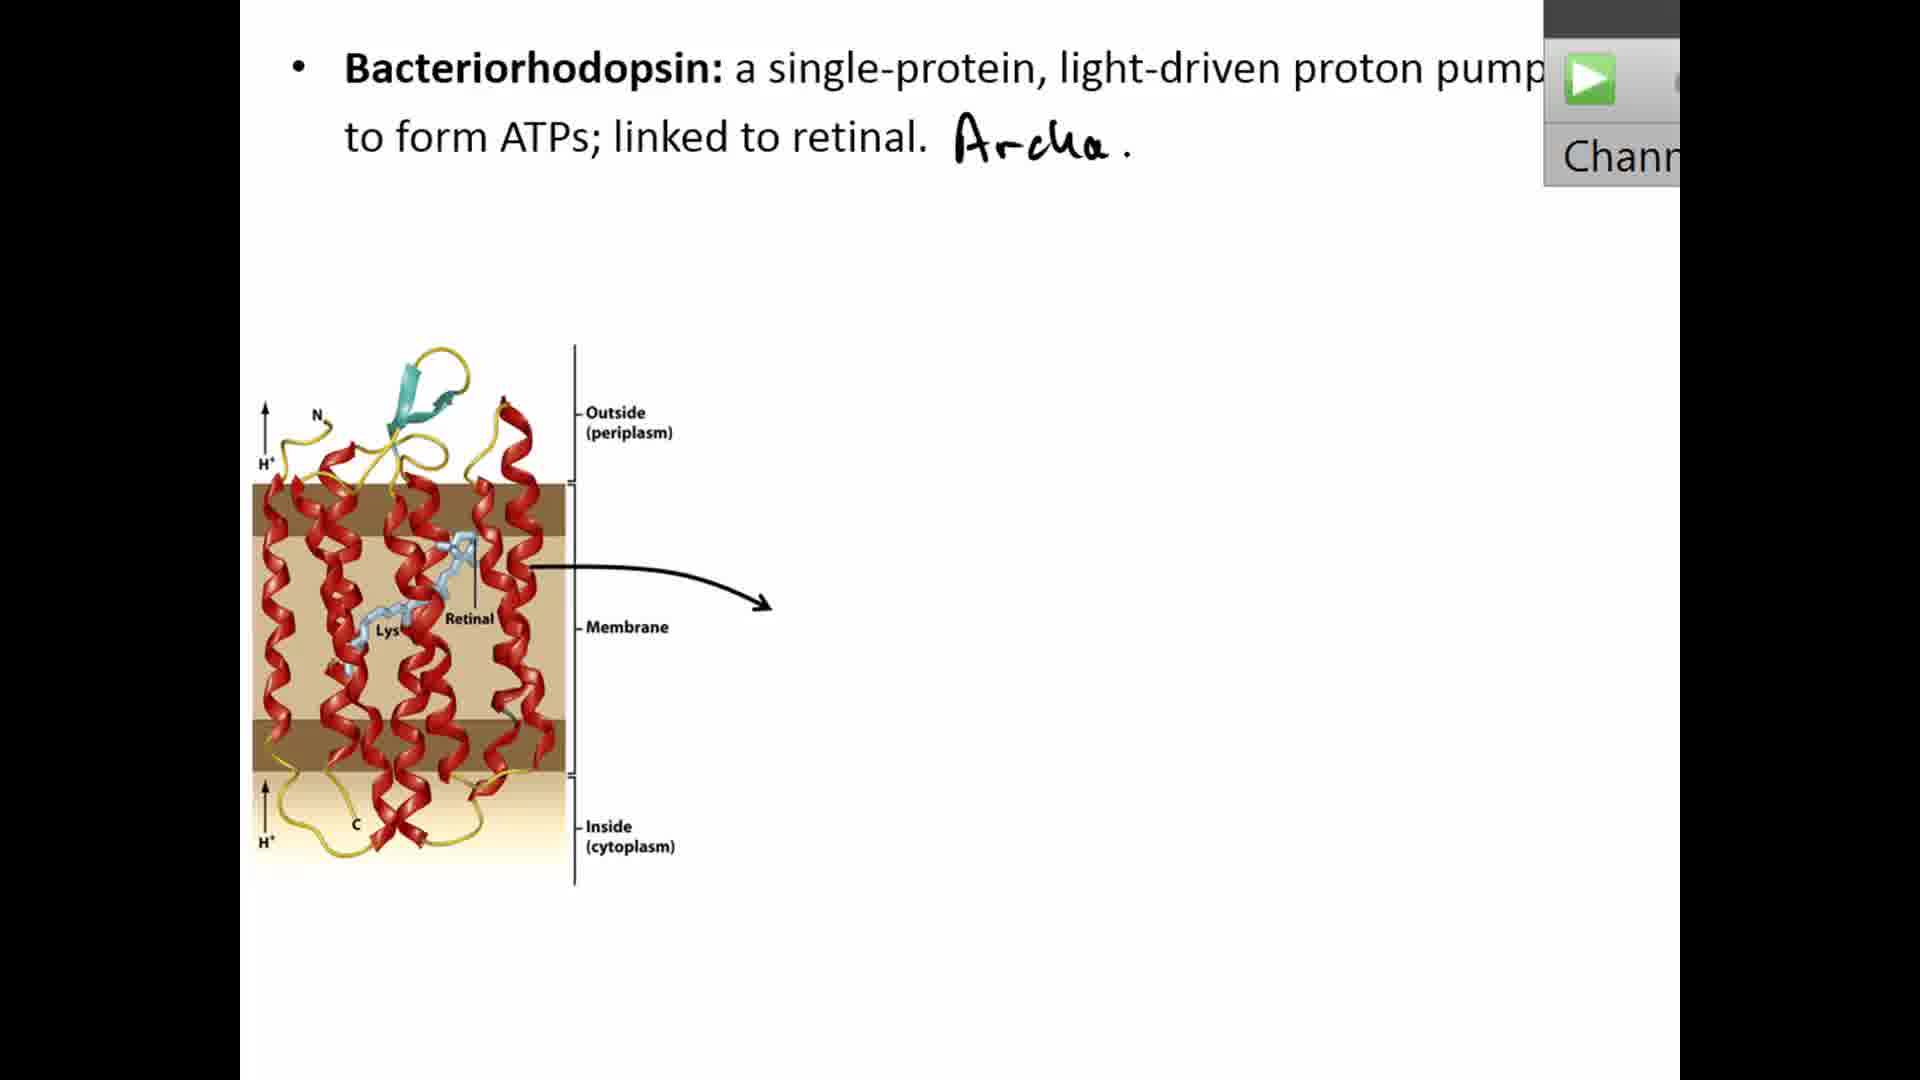 • Bacteriorhodopsin: a single-protein, light-driven proton pump
to form ATPs; linked to retinal. Archa.
Chann
Outside
(periplasm)
N
H⁺
Retinal
Lys
Membrane
C
Inside
(cytoplasm)
H⁺